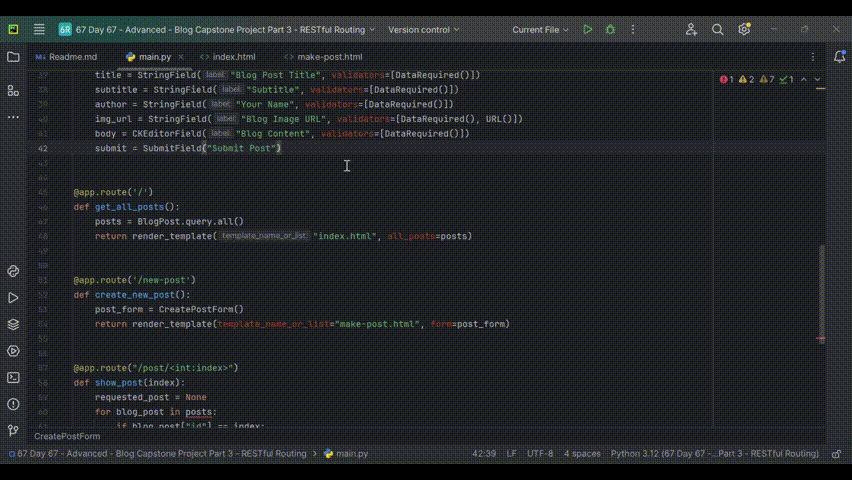 6R 67 Day 67 - Advanced - Blog Capstone Project Part 3 - RESTful Routing Version control Current File
Readme.md main.py index.html make-post.html
37 title = StringField( label: "Blog Post Title", validators=[DataRequired()])
1 2 7 1
38 subtitle = StringField( label: "Subtitle", validators=[DataRequired()])
39 author = StringField( label: "Your Name", validators=[DataRequired()])
40 img_url = StringField( label: "Blog Image URL", validators=[DataRequired(), URL()])
41 body = CKEditorField( label: "Blog Content", validators=[DataRequired()])
42 submit = SubmitField("Submit Post")
43
45 @app.route('/')
46 def get_all_posts():
47 posts = BlogPost.query.all()
48 return render_template( template_name_or_list: "index.html", all_posts=posts)
49
51 @app.route('/new-post')
52 def create_new_post():
53 post_form = CreatePostForm()
54 return render_template(template_name_or_list="make-post.html", form=post_form)
55
57 @app.route("/post/<int:index>")
58 def show_post(index):
59 requested_post = None
60 for blog_post in posts:
if blog_post["id"] == index:
CreatePostForm
67 Day 67 - Advanced - Blog Capstone Project Part 3 - RESTful Routing > main.py 42:39 LF UTF-8 4 spaces Python 3.12 (67 Day 67 -...Part 3 - RESTful Routing)